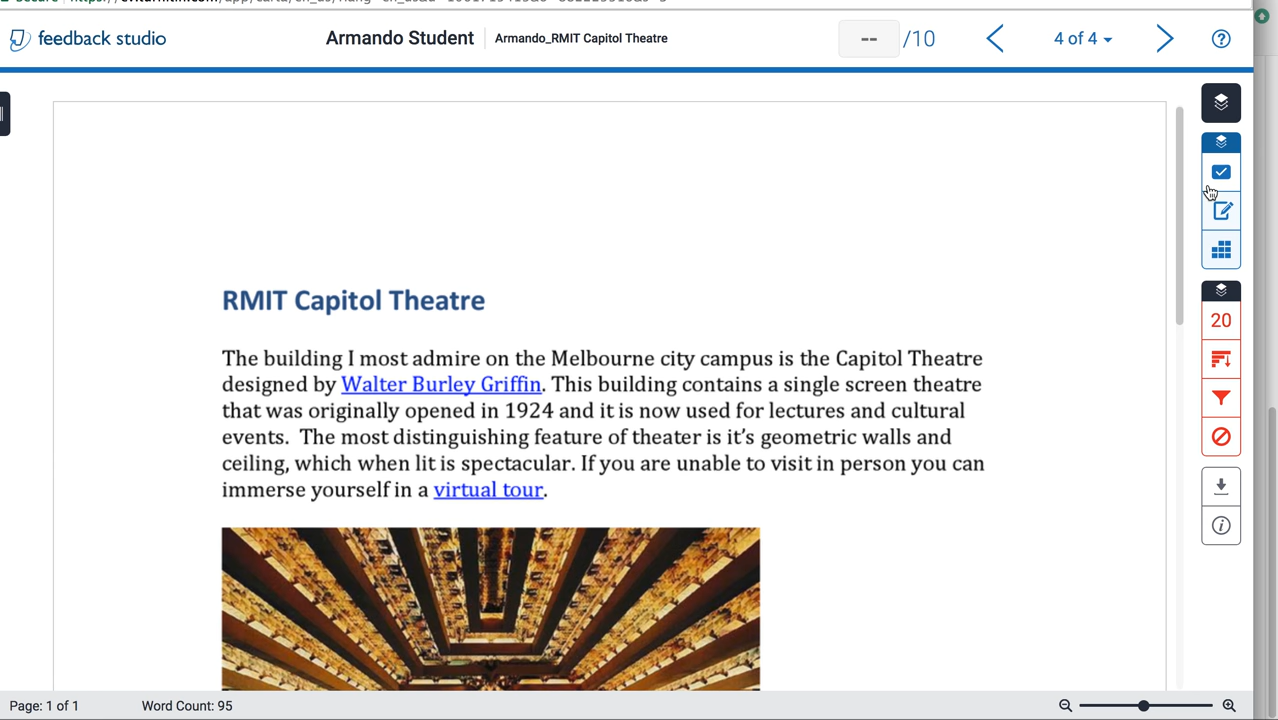 feedback studio
Armando Student
Armando_RMIT Capitol Theatre
-- /10
4 of 4
RMIT Capitol Theatre
The building I most admire on the Melbourne city campus is the Capitol Theatre
designed by Walter Burley Griffin. This building contains a single screen theatre
that was originally opened in 1924 and it is now used for lectures and cultural
events.  The most distinguishing feature of theater is it's geometric walls and
ceiling, which when lit is spectacular. If you are unable to visit in person you can
immerse yourself in a virtual tour.
20
Page: 1 of 1
Word Count: 95